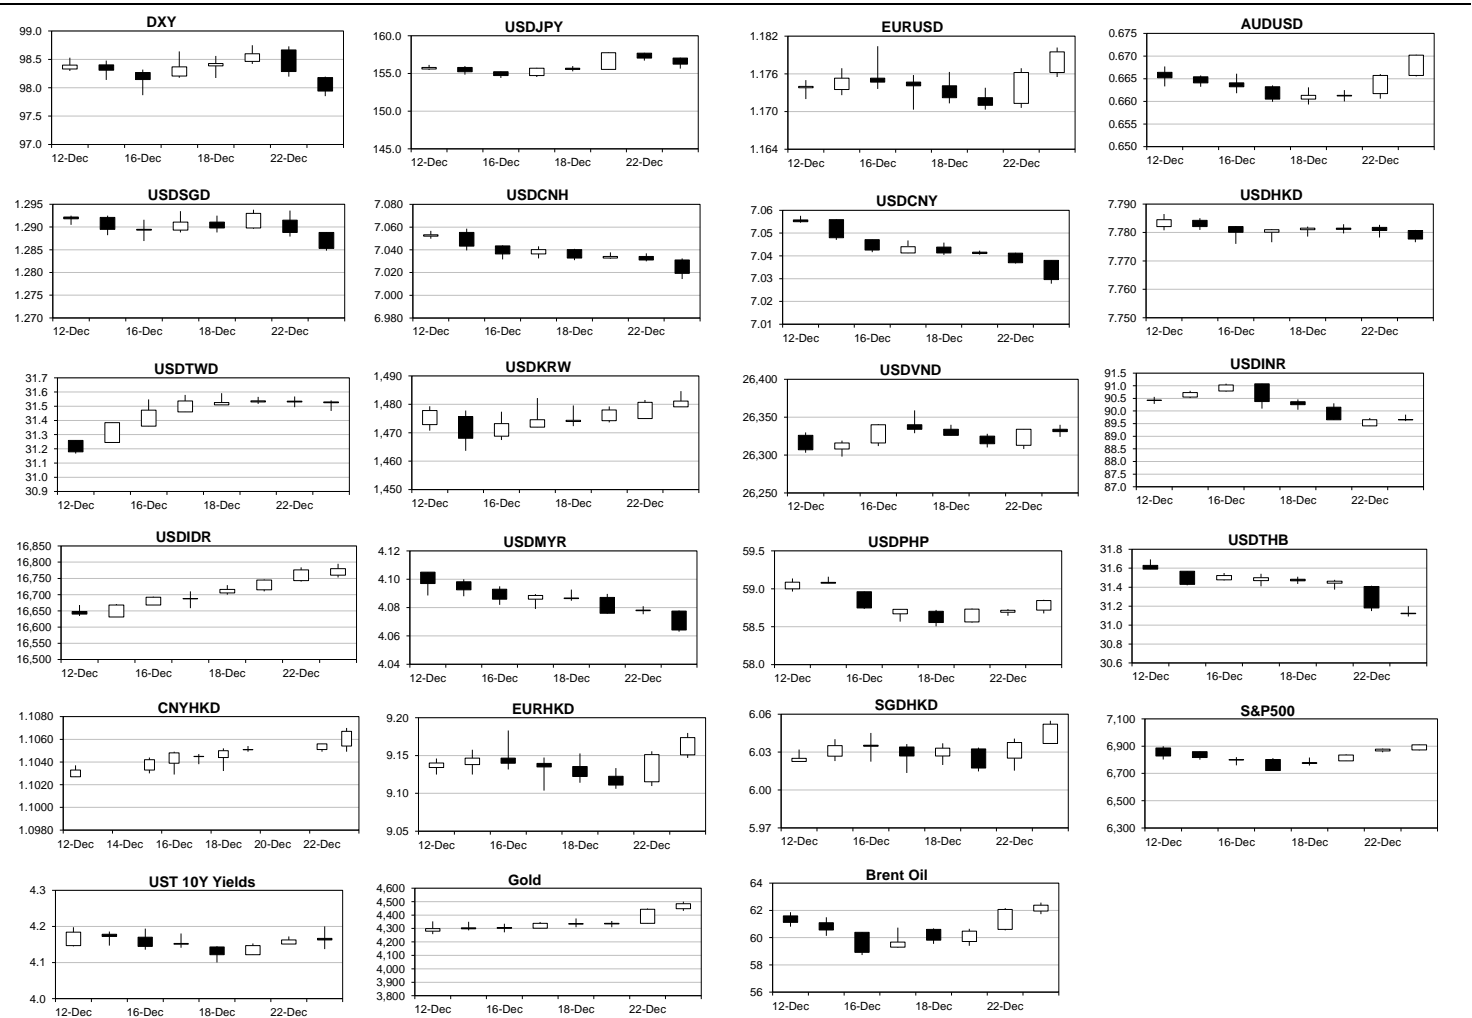 DXY
99.0
98.5
98.0
97.5
97.0
12-Dec 16-Dec 18-Dec 22-Dec
USDJPY
160.0
155.0
150.0
145.0
12-Dec 16-Dec 18-Dec 22-Dec
EURUSD
1.182
1.176
1.170
1.164
12-Dec 16-Dec 18-Dec 22-Dec
AUDUSD
0.675
0.670
0.665
0.660
0.655
0.650
12-Dec 16-Dec 18-Dec 22-Dec
USDSGD
1.295
1.290
1.285
1.280
1.275
1.270
12-Dec 16-Dec 18-Dec 22-Dec
USDCNH
7.080
7.060
7.040
7.020
7.000
6.980
12-Dec 16-Dec 18-Dec 22-Dec
USDCNY
7.06
7.05
7.04
7.03
7.02
7.01
12-Dec 16-Dec 18-Dec 22-Dec
USDHKD
7.790
7.780
7.770
7.760
7.750
12-Dec 16-Dec 18-Dec 22-Dec
USDTWD
31.7
31.6
31.5
31.4
31.3
31.2
31.1
31.0
30.9
12-Dec 16-Dec 18-Dec 22-Dec
USDKRW
1,490
1,480
1,470
1,460
1,450
12-Dec 16-Dec 18-Dec 22-Dec
USDVND
26,400
26,350
26,300
26,250
12-Dec 16-Dec 18-Dec 22-Dec
USDINR
91.5
91.0
90.5
90.0
89.5
89.0
88.5
88.0
87.5
87.0
12-Dec 16-Dec 18-Dec 22-Dec
USDIDR
16,850
16,800
16,750
16,700
16,650
16,600
16,550
16,500
12-Dec 16-Dec 18-Dec 22-Dec
USDMYR
4.12
4.10
4.08
4.06
4.04
12-Dec 16-Dec 18-Dec 22-Dec
USDPHP
59.5
59.0
58.5
58.0
12-Dec 16-Dec 18-Dec 22-Dec
USDTHB
31.8
31.6
31.4
31.2
31.0
30.8
30.6
12-Dec 16-Dec 18-Dec 22-Dec
CNYHKD
1.1080
1.1060
1.1040
1.1020
1.1000
1.0980
12-Dec 14-Dec 16-Dec 18-Dec 20-Dec 22-Dec
EURHKD
9.20
9.15
9.10
9.05
12-Dec 16-Dec 18-Dec 22-Dec
SGDHKD
6.06
6.03
6.00
5.97
12-Dec 16-Dec 18-Dec 22-Dec
S&P500
7,100
6,900
6,700
6,500
6,300
12-Dec 16-Dec 18-Dec 22-Dec
UST 10Y Yields
4.3
4.2
4.1
4.0
12-Dec 16-Dec 18-Dec 22-Dec
Gold
4,600
4,500
4,400
4,300
4,200
4,100
4,000
3,900
3,800
12-Dec 16-Dec 18-Dec 22-Dec
Brent Oil
64
62
60
58
56
12-Dec 16-Dec 18-Dec 22-Dec